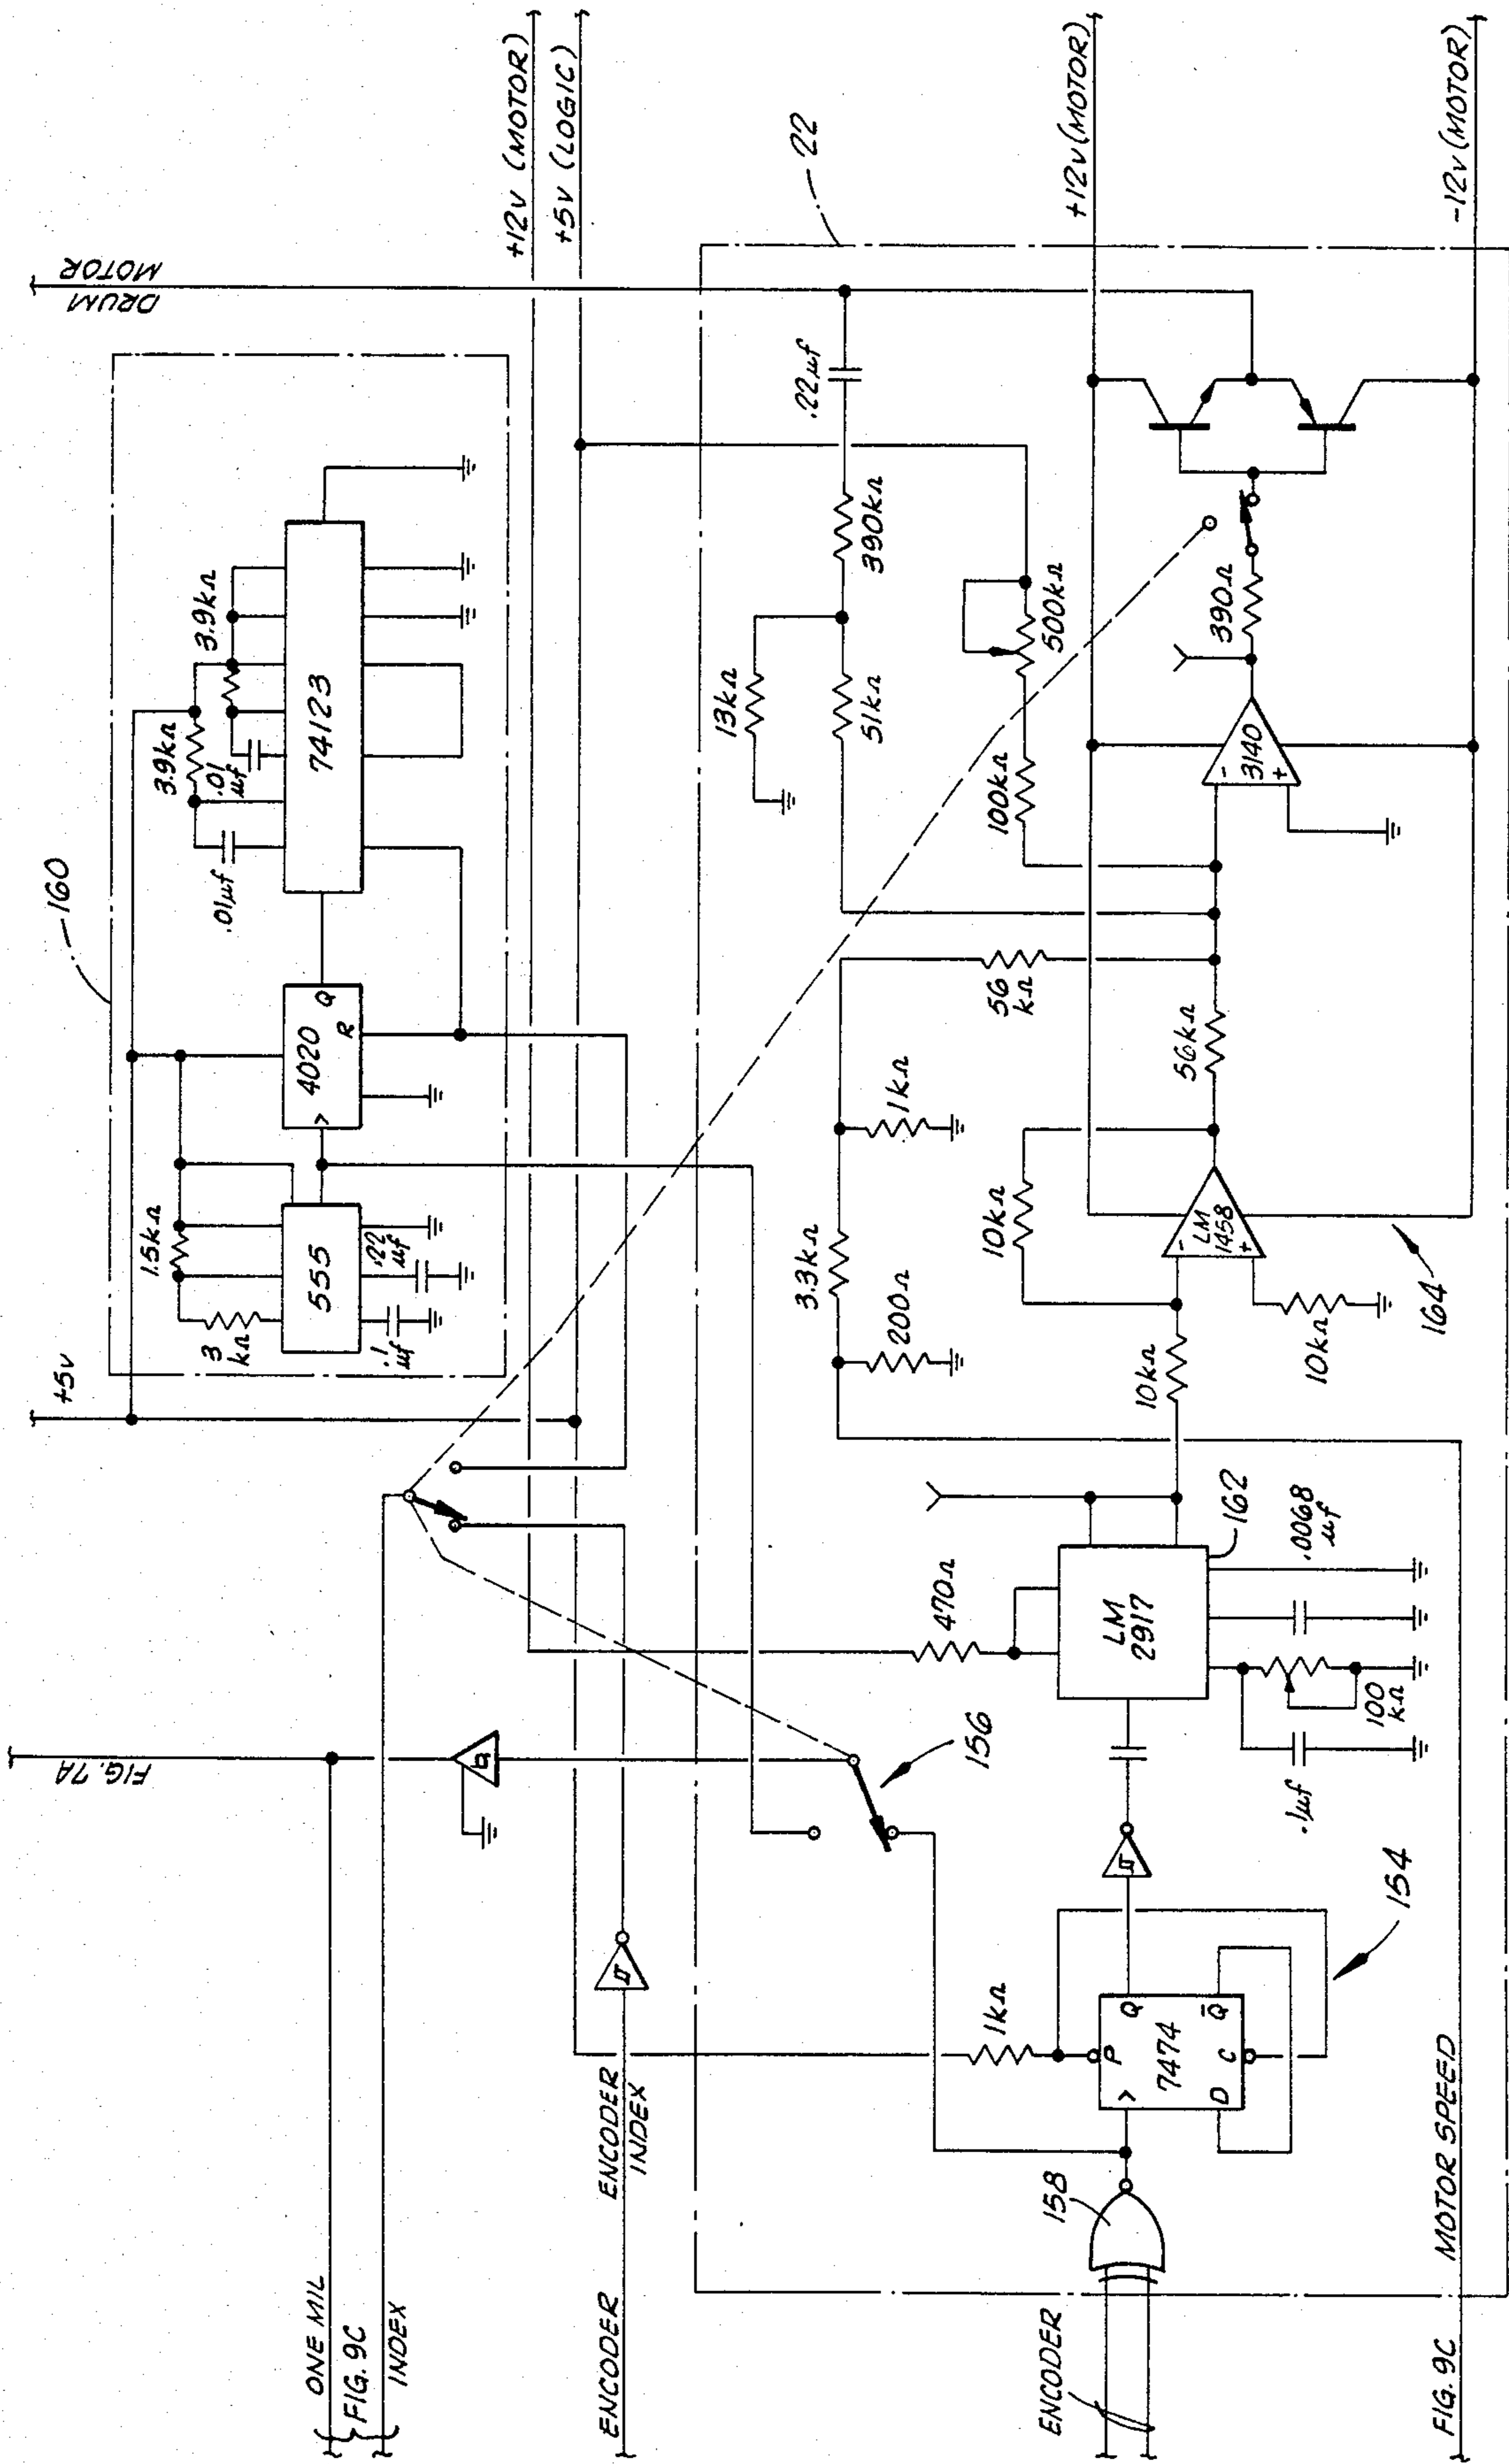 DRUM
MOTOR
160
+5V
1.5kΩ
3
kΩ
555
.1
µf
.22
µf
4020
Q
R
.01µf
3.9kΩ
.01
µf
3.9kΩ
74123
+12V (MOTOR)
+5V (LOGIC)
FIG. 7A
ONE MIL
FIG. 9C
INDEX
ENCODER
ENCODER
INDEX
22
156
13kΩ
.22µf
390kΩ
51kΩ
500kΩ
100kΩ
3.3kΩ
1kΩ
200Ω
56
kΩ
+12V (MOTOR)
390Ω
3140
-
+
56kΩ
10kΩ
LM
1458
-
+
10kΩ
10kΩ
164
-12V (MOTOR)
470Ω
LM
2917
162
.0068
µf
100
kΩ
.1µf
1kΩ
P
Q
7474
D
C
Q̅
154
158
ENCODER
FIG. 9C
MOTOR SPEED